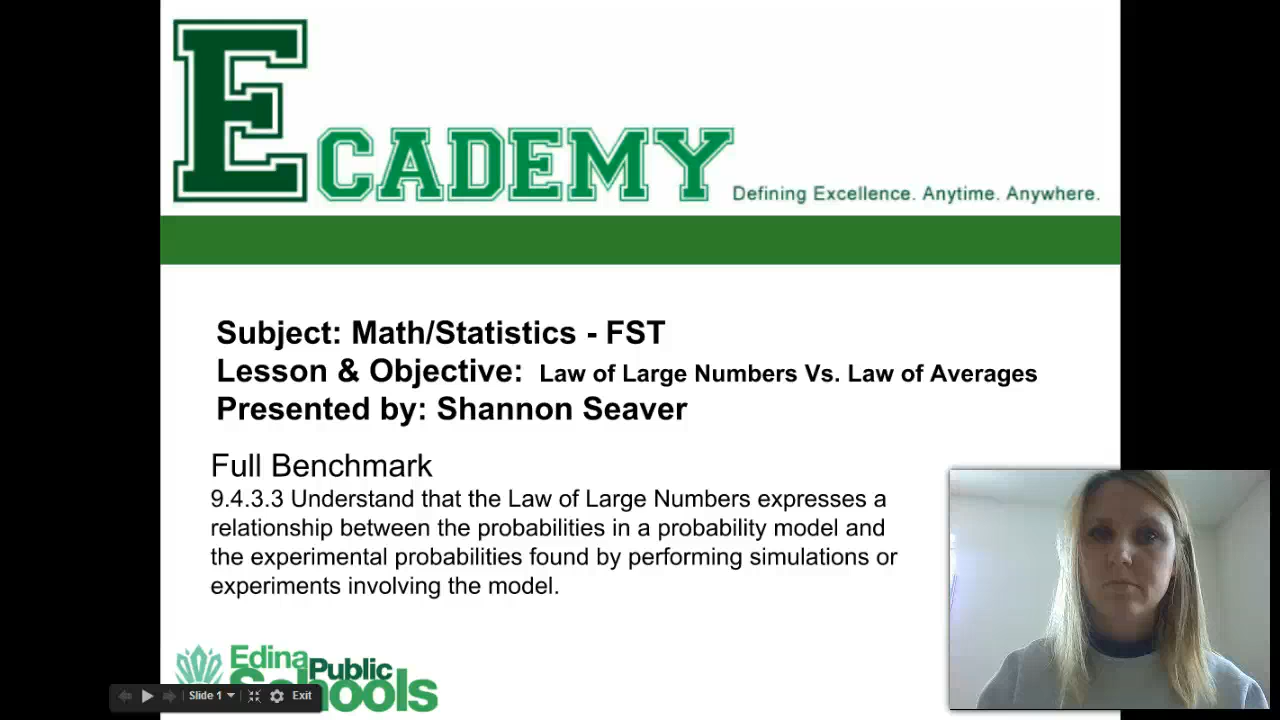 ECADEMY
Defining Excellence. Anytime. Anywhere.
Subject: Math/Statistics - FST
Lesson & Objective: Law of Large Numbers Vs. Law of Averages
Presented by: Shannon Seaver
Full Benchmark
9.4.3.3 Understand that the Law of Large Numbers expresses a
relationship between the probabilities in a probability model and
the experimental probabilities found by performing simulations or
experiments involving the model.
Edina Public
Schools
Slide 1 Exit